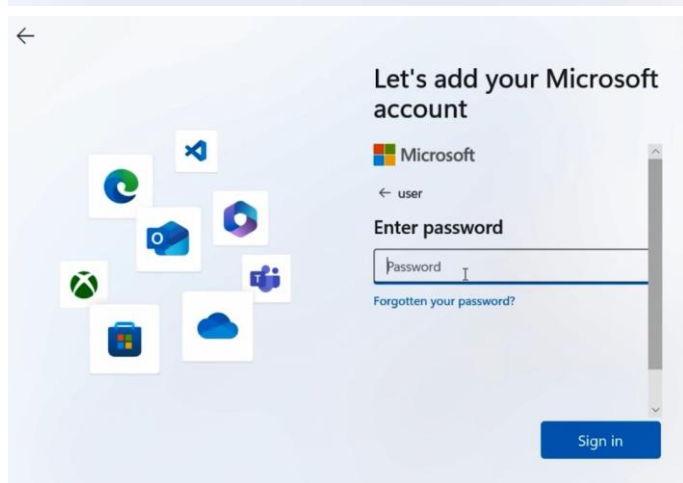 Let's add your Microsoft
account
Microsoft
← user
Enter password
Password
Forgotten your password?
Sign in